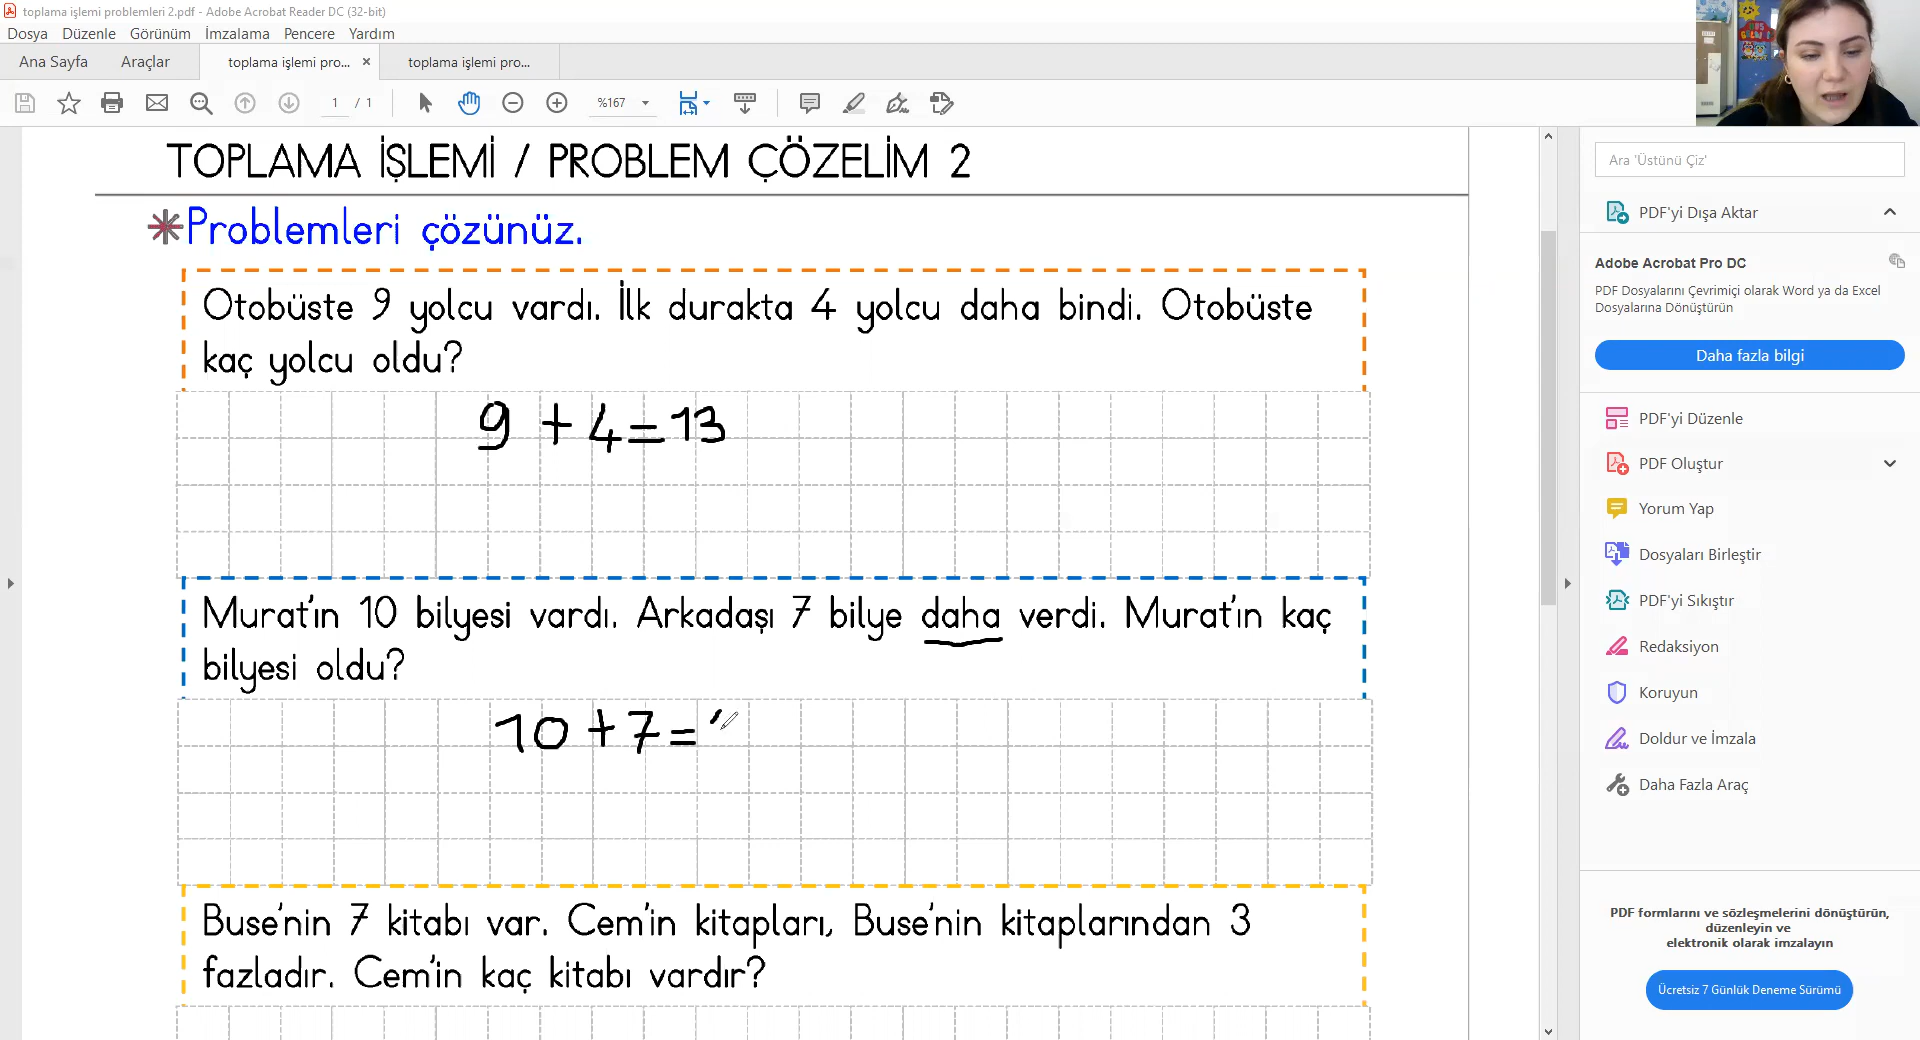 toplama işlemi problemleri 2.pdf - Adobe Acrobat Reader DC (32-bit)
Dosya Düzenle Görünüm İmzalama Pencere Yardım
Ana Sayfa Araçlar toplama işlemi pro... × toplama işlemi pro...
1 / 1 %167
TOPLAMA İŞLEMİ / PROBLEM ÇÖZELİM 2
Problemleri çözünüz.
Otobüste 9 yolcu vardı. İlk durakta 4 yolcu daha bindi. Otobüste
kaç yolcu oldu?
9 + 4 = 13
Murat'ın 10 bilyesi vardı. Arkadaşı 7 bilye daha verdi. Murat'ın kaç
bilyesi oldu?
10 + 7 =
Buse'nin 7 kitabı var. Cem'in kitapları, Buse'nin kitaplarından 3
fazladır. Cem'in kaç kitabı vardır?
Ara 'Üstünü Çiz'
PDF'yi Dışa Aktar
Adobe Acrobat Pro DC
PDF Dosyalarını Çevrimiçi olarak Word ya da Excel
Dosyalarına Dönüştürün
Daha fazla bilgi
PDF'yi Düzenle
PDF Oluştur
Yorum Yap
Dosyaları Birleştir
PDF'yi Sıkıştır
Redaksiyon
Koruyun
Doldur ve İmzala
Daha Fazla Araç
PDF formlarını ve sözleşmelerini dönüştürün,
düzenleyin ve
elektronik olarak imzalayın
Ücretsiz 7 Günlük Deneme Sürümü